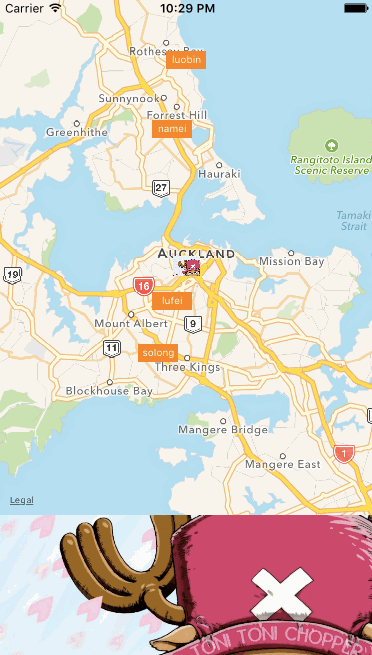 Carrier 10:29 PM
Rothesay Bay
luobin
Sunnynook
Forrest Hill
namei
Greenhithe
Rangitoto Island
Scenic Reserve
Hauraki
27
Tamaki
Strait
AUCKLAND
Mission Bay
19
16
lufei
Mount Albert
9
11
solong
Three Kings
Blockhouse Bay
Mangere Bridge
1
Mangere East
Legal
TONI TONI CHOPPER